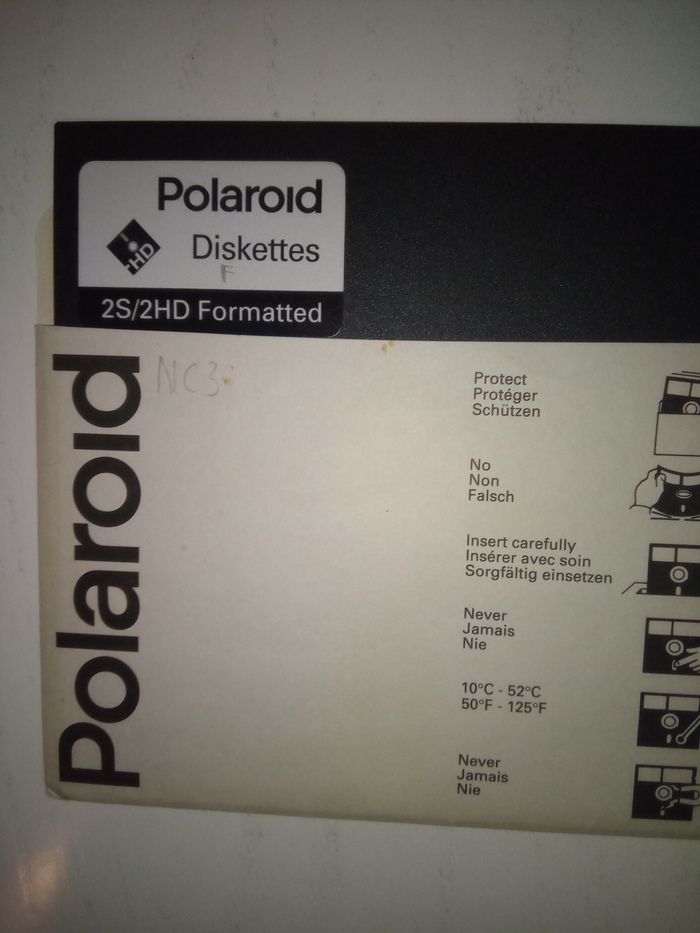 Polaroid
HD
Diskettes
F
2S/2HD Formatted
Polaroid
NC3
Protect
Protéger
Schützen
No
Non
Falsch
Insert carefully
Insérer avec soin
Sorgfältig einsetzen
Never
Jamais
Nie
10°C - 52°C
50°F - 125°F
Never
Jamais
Nie